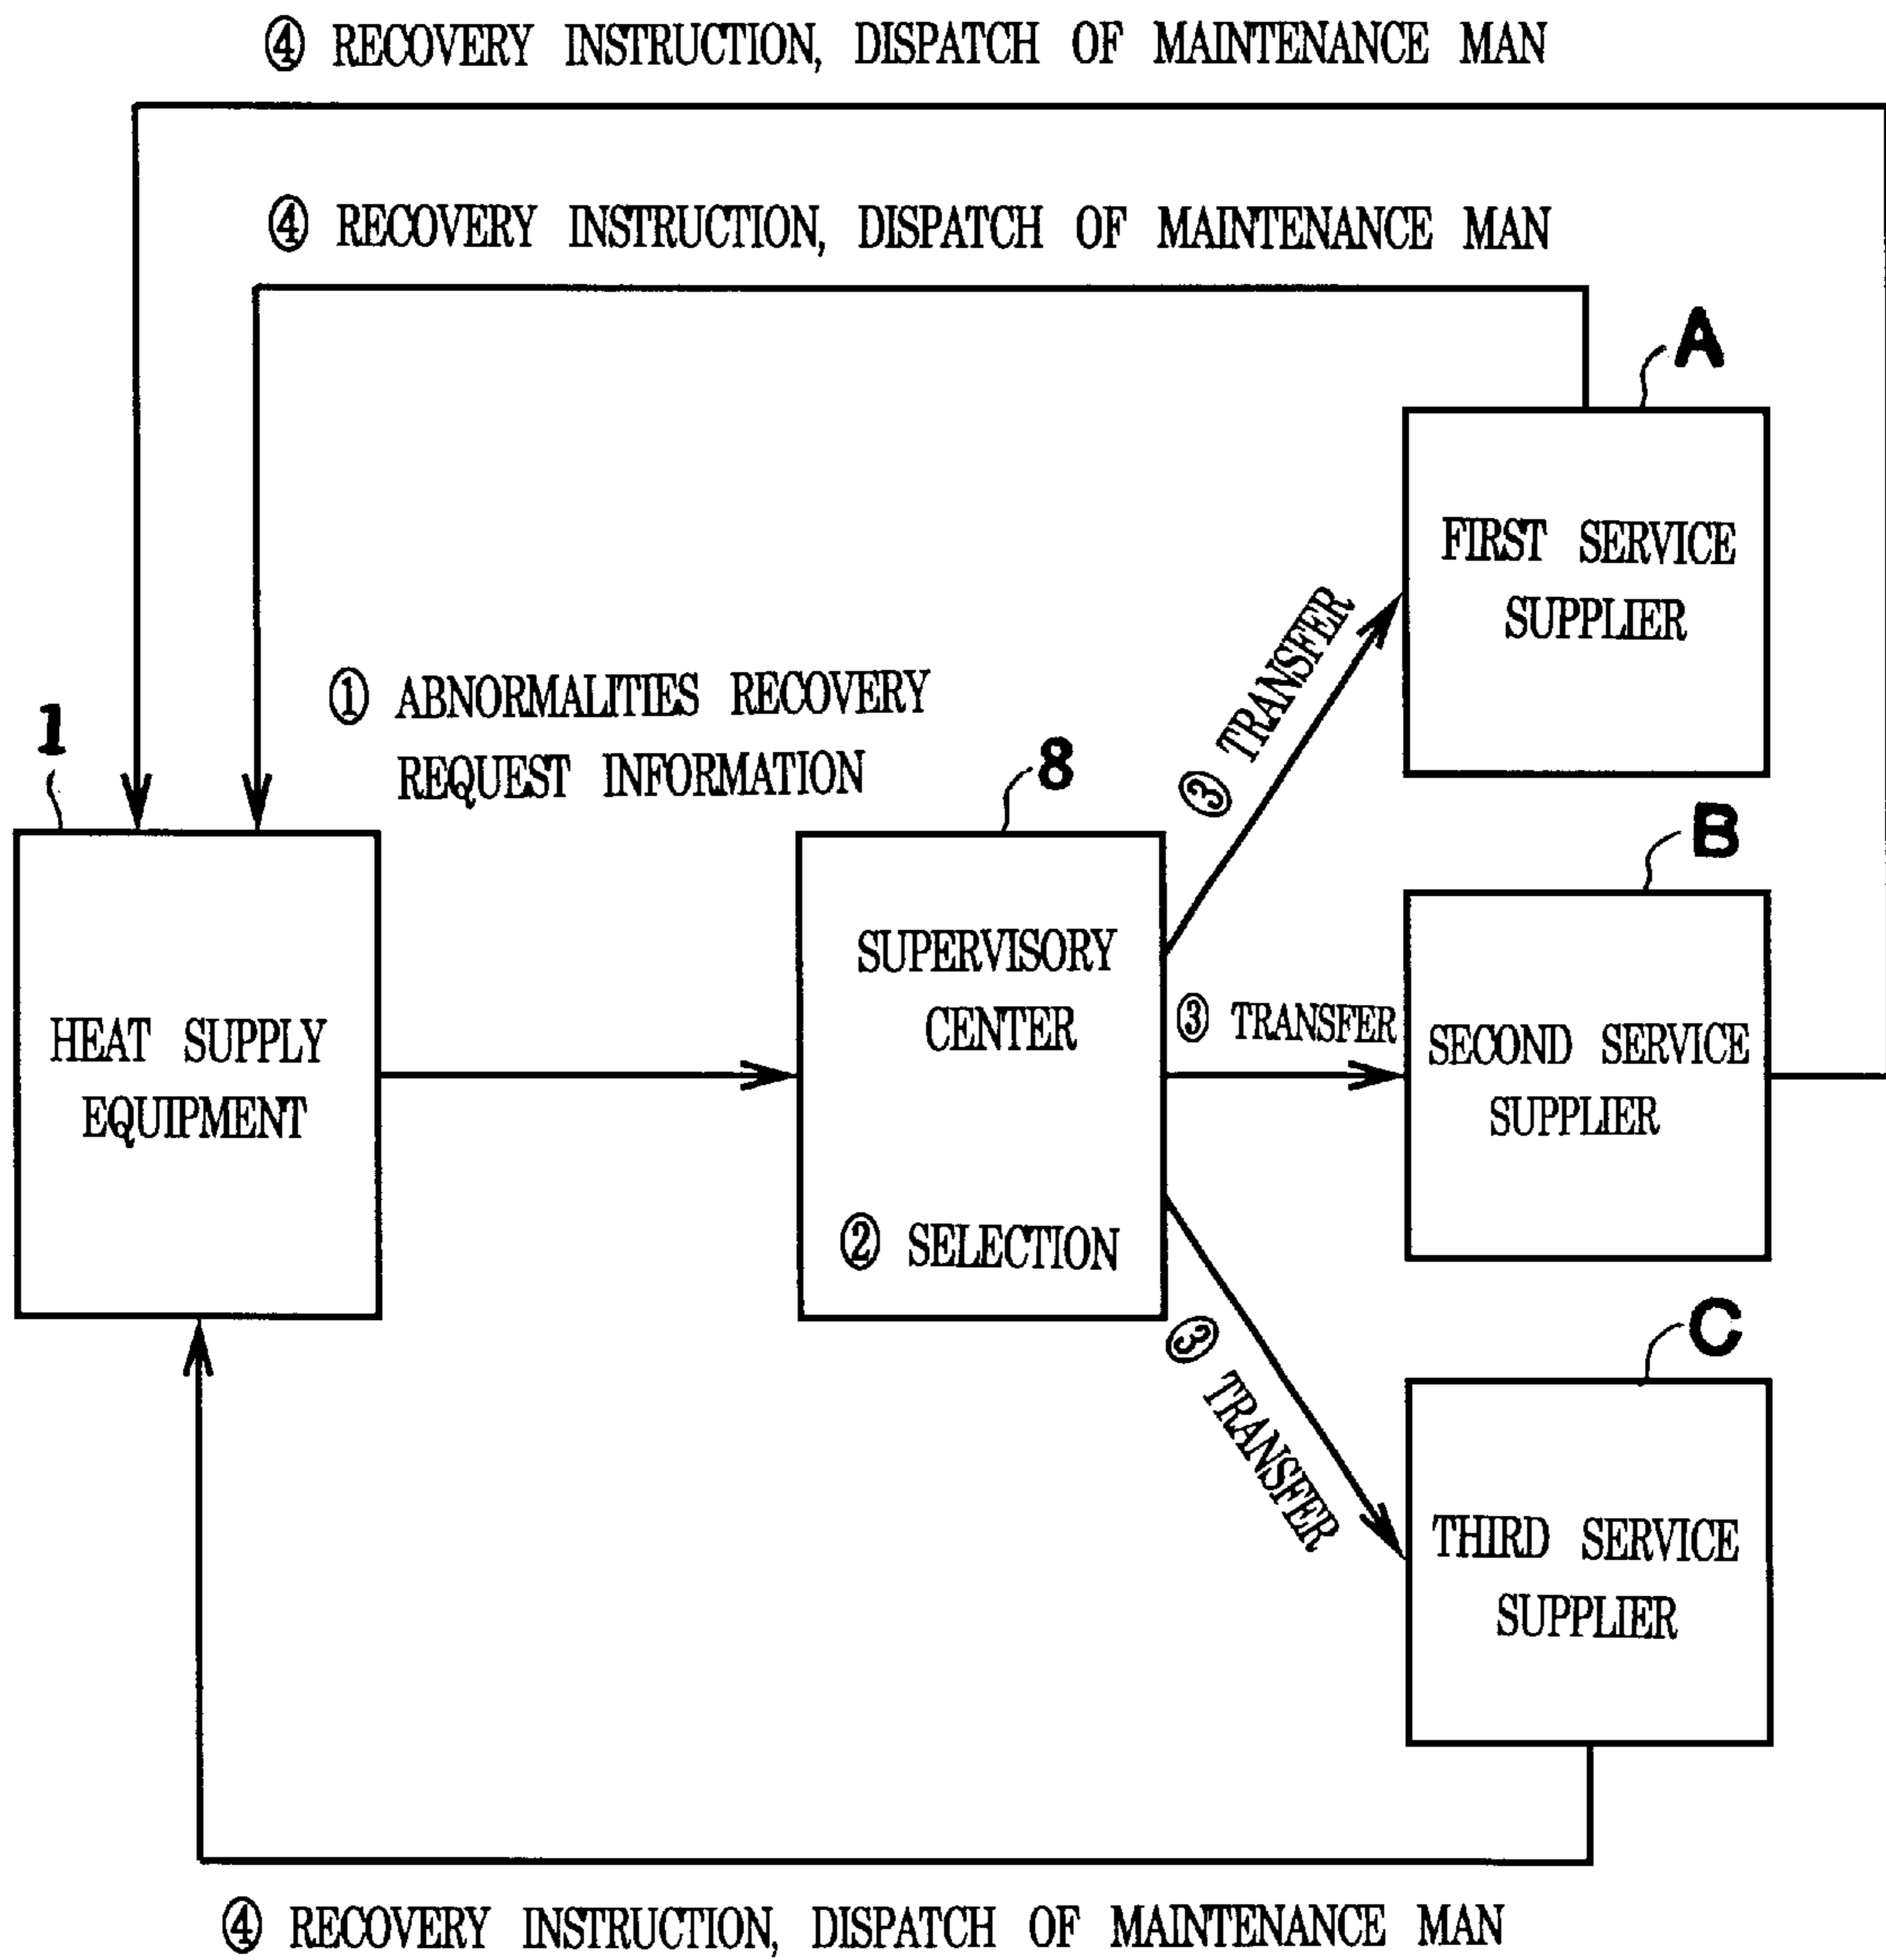 ④ RECOVERY INSTRUCTION, DISPATCH OF MAINTENANCE MAN
④ RECOVERY INSTRUCTION, DISPATCH OF MAINTENANCE MAN
A
FIRST SERVICE
SUPPLIER
③ TRANSFER
① ABNORMALITIES RECOVERY
REQUEST INFORMATION
1
HEAT SUPPLY
EQUIPMENT
8
SUPERVISORY
CENTER
② SELECTION
③ TRANSFER
B
SECOND SERVICE
SUPPLIER
③ TRANSFER
C
THIRD SERVICE
SUPPLIER
④ RECOVERY INSTRUCTION, DISPATCH OF MAINTENANCE MAN